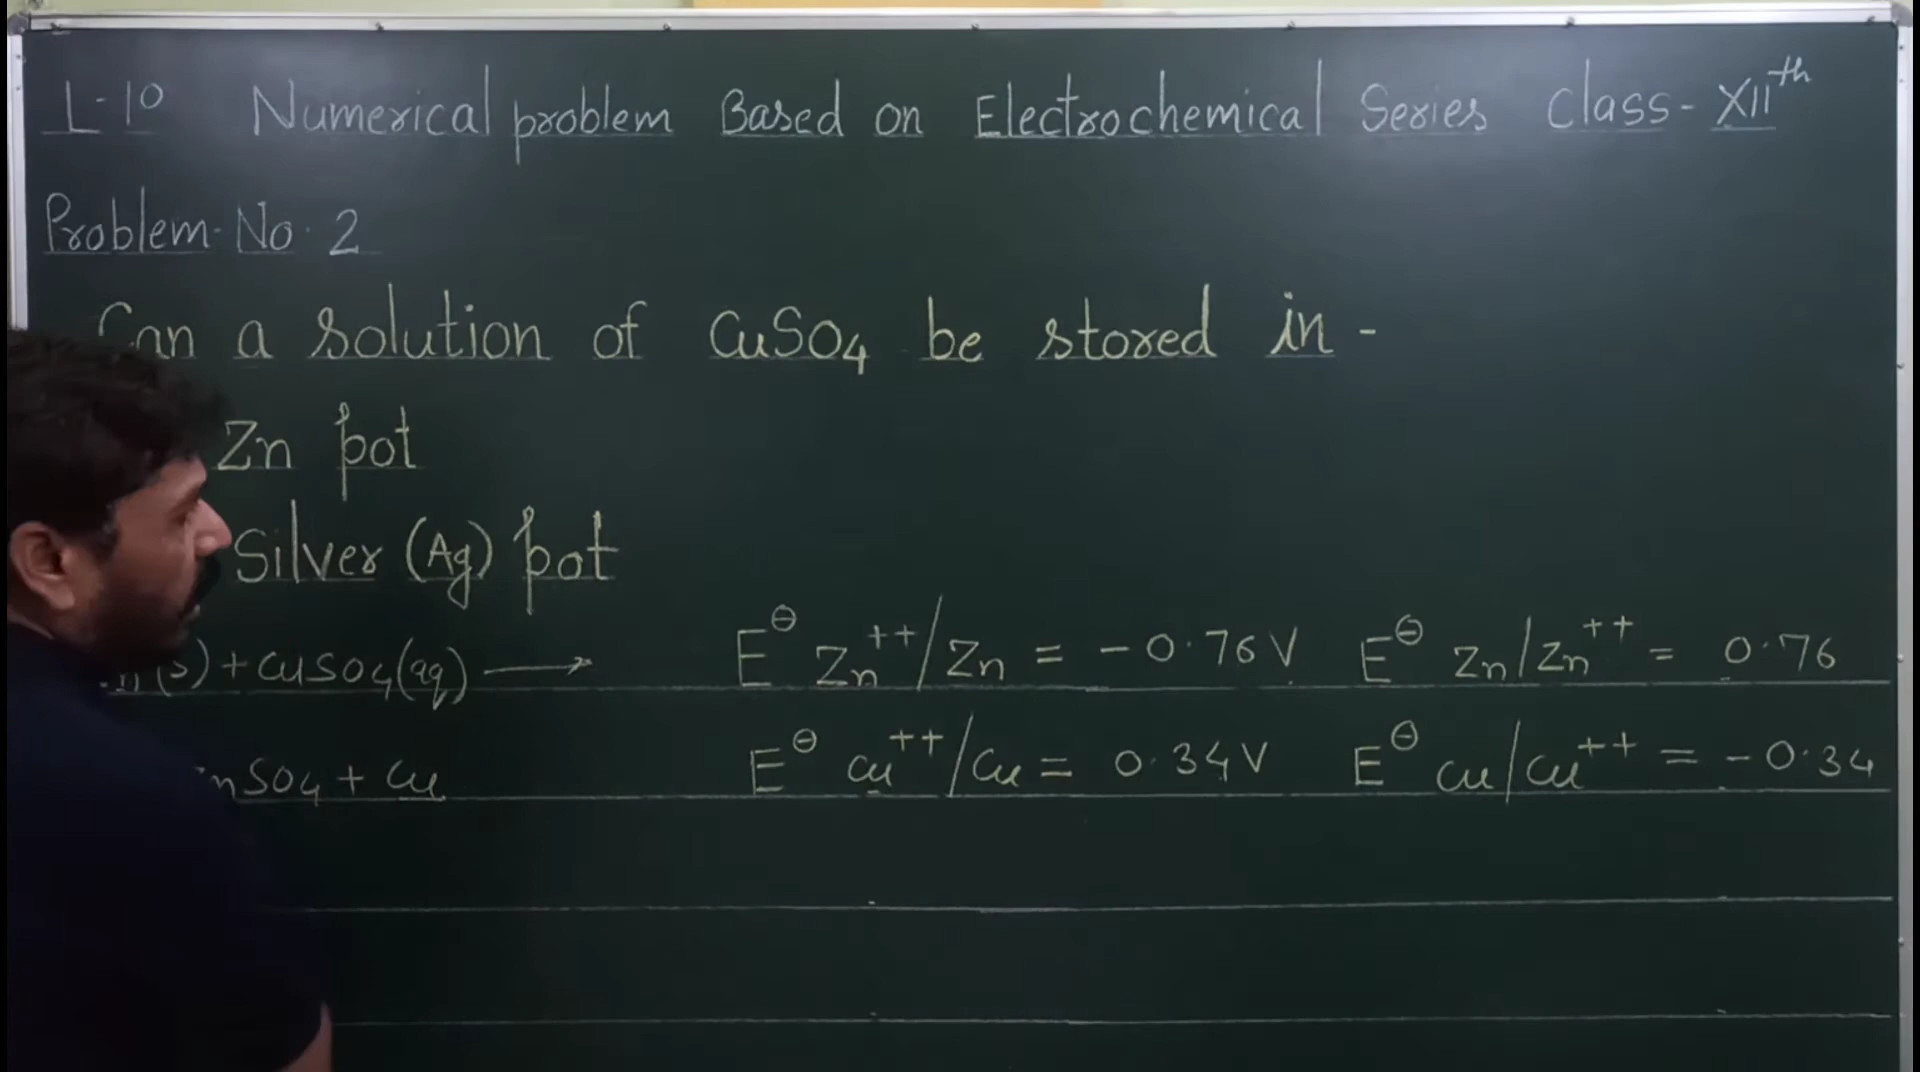 L-10 Numerical problem Based on Electrochemical Series Class- XIIth
Problem-No.2
Can a solution of CuSO4 be stored in -
Zn pot
Silver (Ag) pot
(s)+CuSO4(aq) ⟶ E⊖ Zn++/Zn = -0.76V E⊖ Zn/Zn++ = 0.76
nSO4 + Cu E⊖ Cu++/Cu = 0.34V E⊖ Cu/Cu++ = -0.34